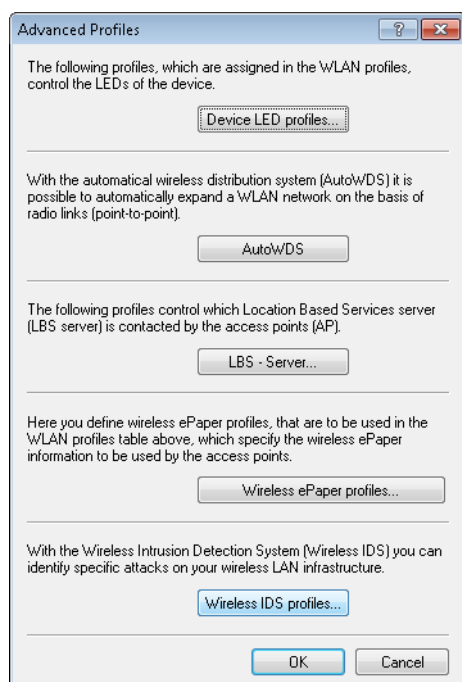 Advanced Profiles
?
The following profiles, which are assigned in the WLAN profiles,
control the LEDs of the device.
Device LED profiles...
With the automatical wireless distribution system (AutoWDS) it is
possible to automatically expand a WLAN network on the basis of
radio links (point-to-point).
AutoWDS
The following profiles control which Location Based Services server
(LBS server) is contacted by the access points (AP).
LBS - Server...
Here you define wireless ePaper profiles, that are to be used in the
WLAN profiles table above, which specify the wireless ePaper
information to be used by the access points.
Wireless ePaper profiles...
With the Wireless Intrusion Detection System (Wireless IDS) you can
identify specific attacks on your wireless LAN infrastructure.
Wireless IDS profiles...
OK Cancel